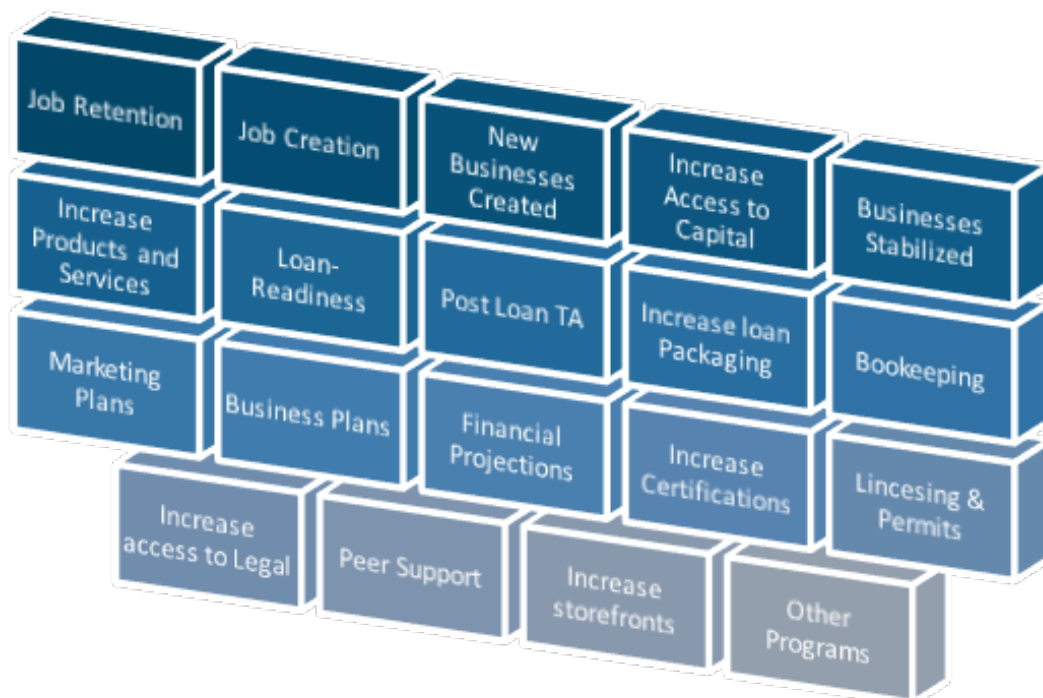 Job Retention
Job Creation
New
Businesses
Created
Increase
Access to
Capital
Businesses
Stabilized
Increase
Products and
Services
Loan-
Readiness
Post Loan TA
Increase loan
Packaging
Bookeeping
Marketing
Plans
Business Plans
Financial
Projections
Increase
Certifications
Lincesing &
Permits
Increase
access to Legal
Peer Support
Increase
storefronts
Other
Programs